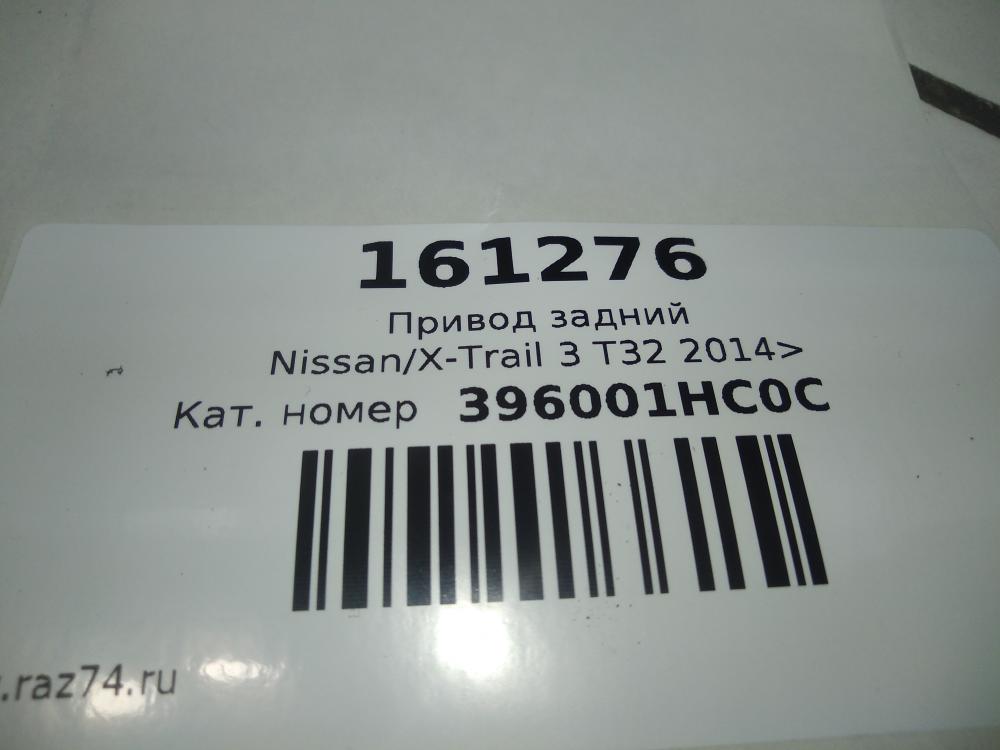 161276
Привод задний
Nissan/X-Trail 3 T32 2014>
Кат. номер 396001HC0C
.raz74.ru